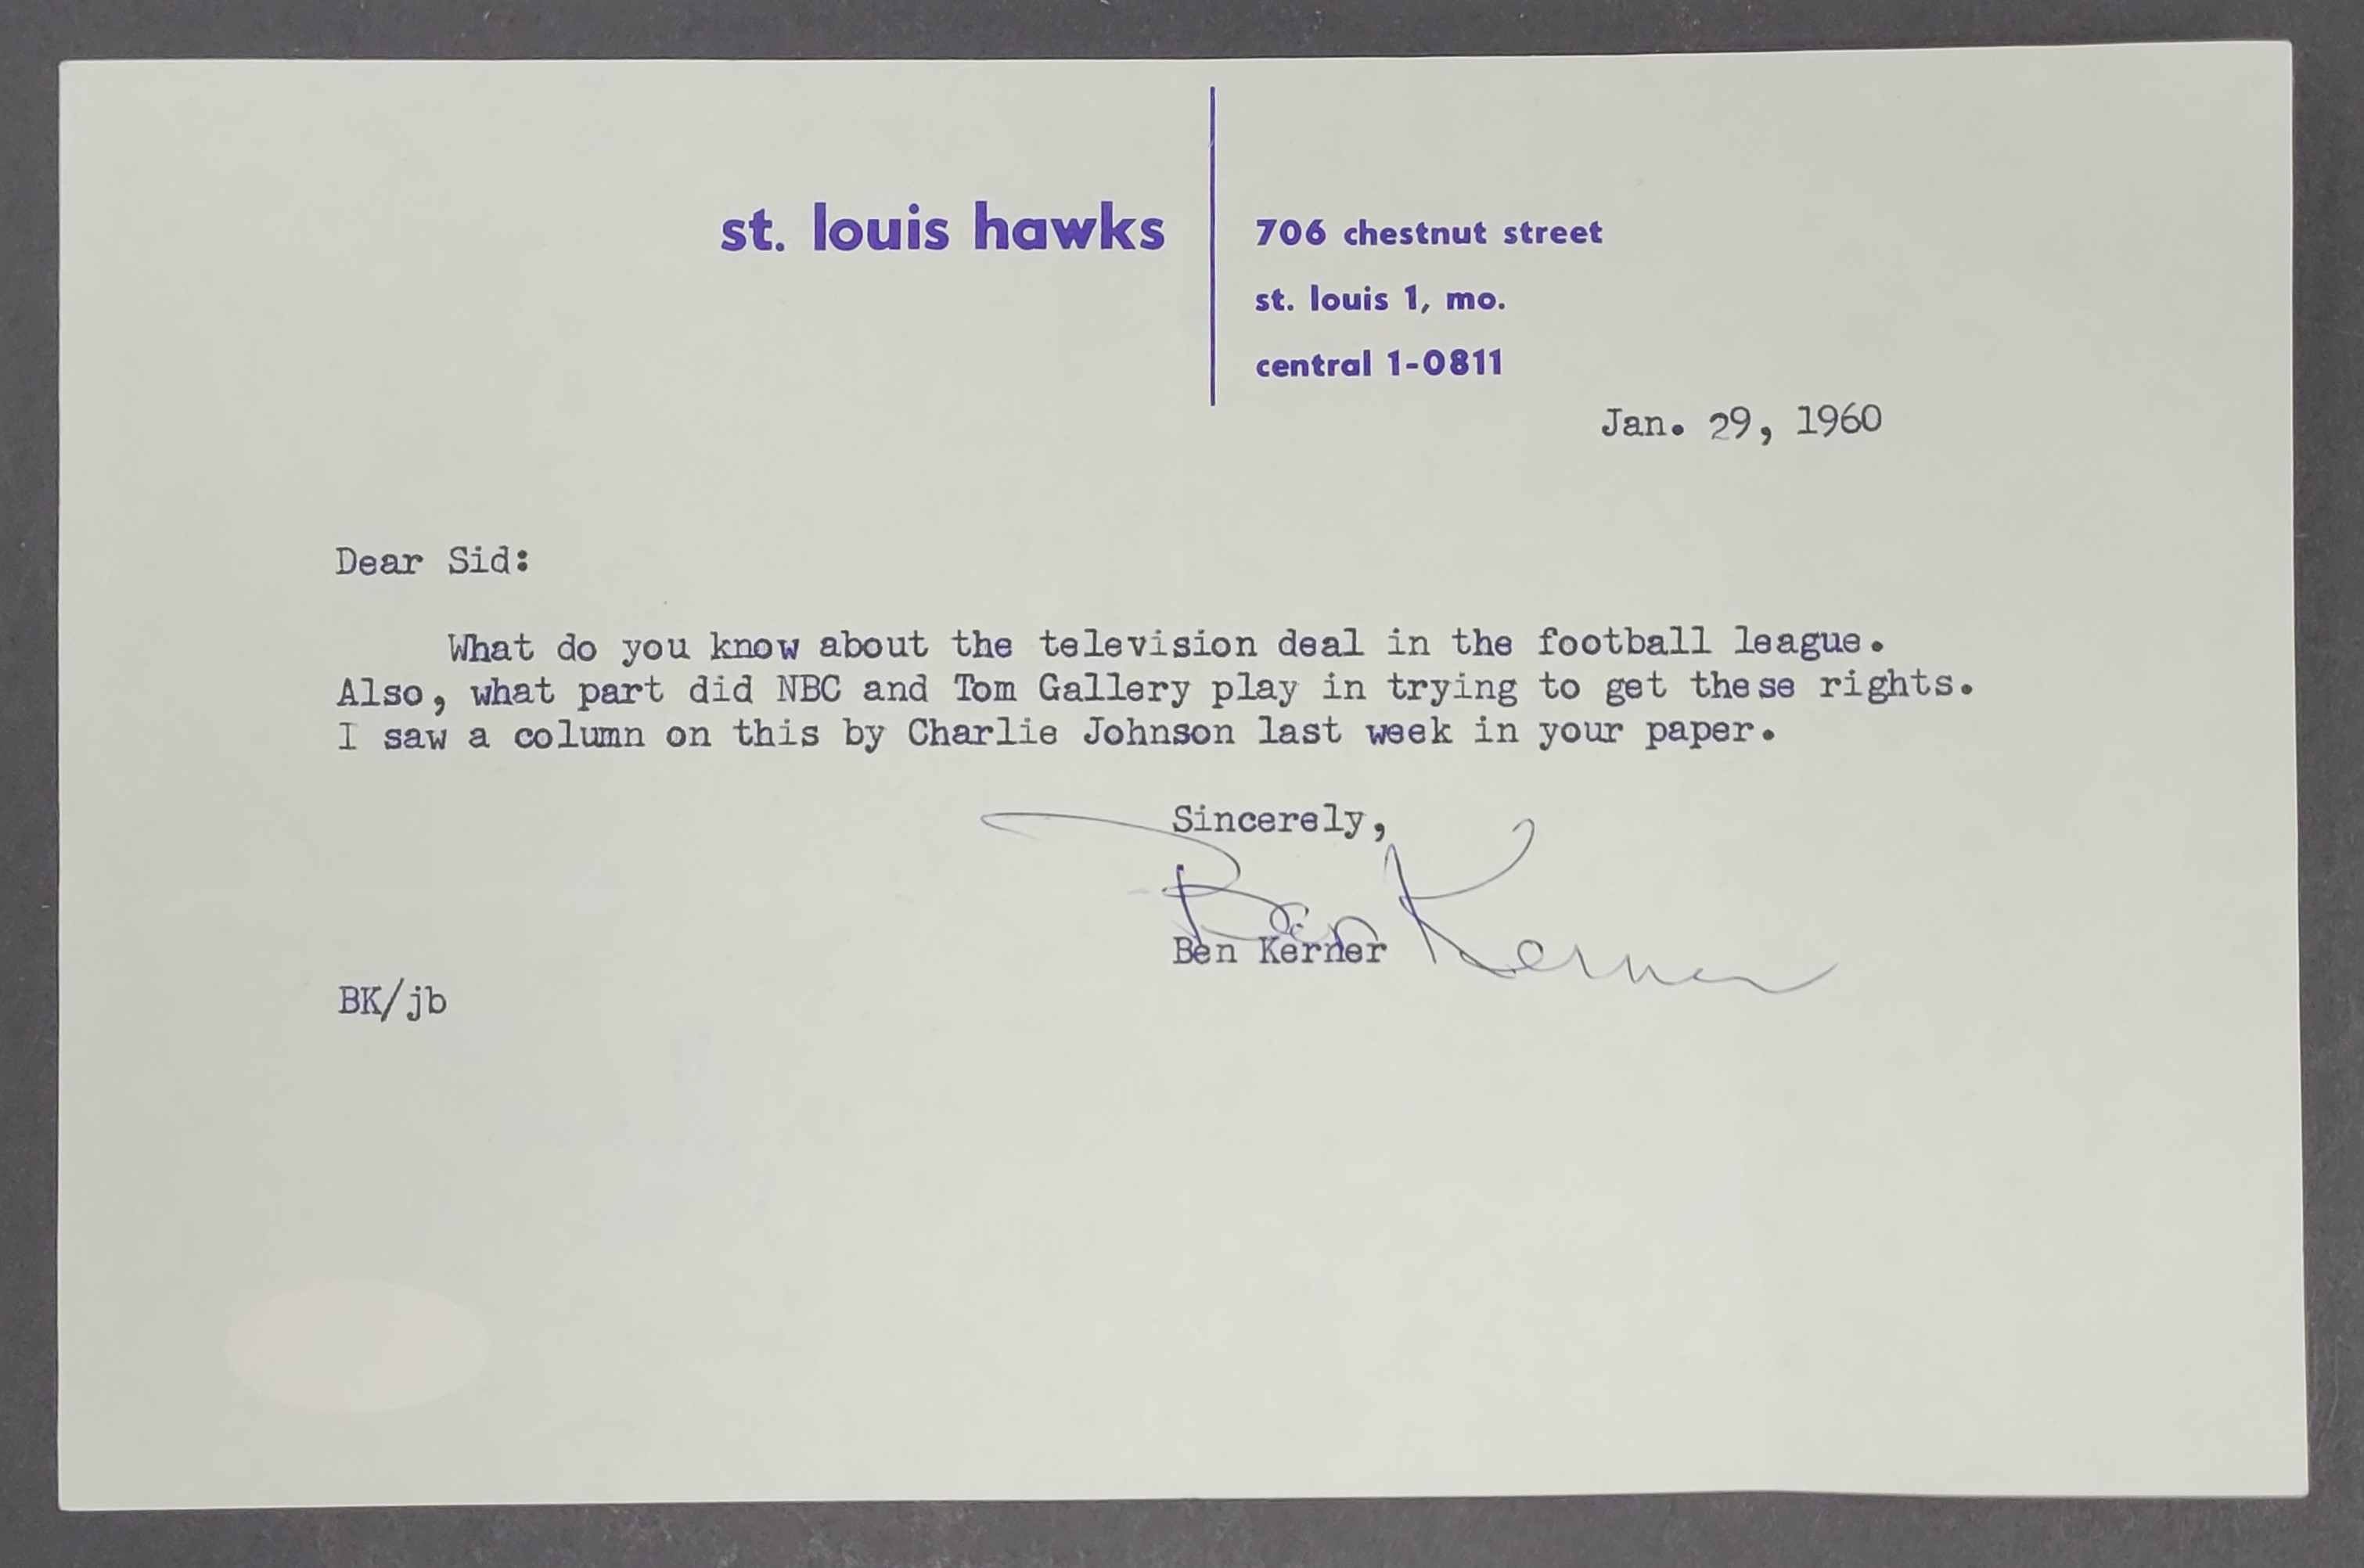 st. louis hawks
706 chestnut street
st. louis 1, mo.
central 1-0811
Jan. 29, 1960
Dear Sid:
What do you know about the television deal in the football league.
Also, what part did NBC and Tom Gallery play in trying to get these rights.
I saw a column on this by Charlie Johnson last week in your paper.
Sincerely,
Ben Kerner
Ben Kerner
BK/jb